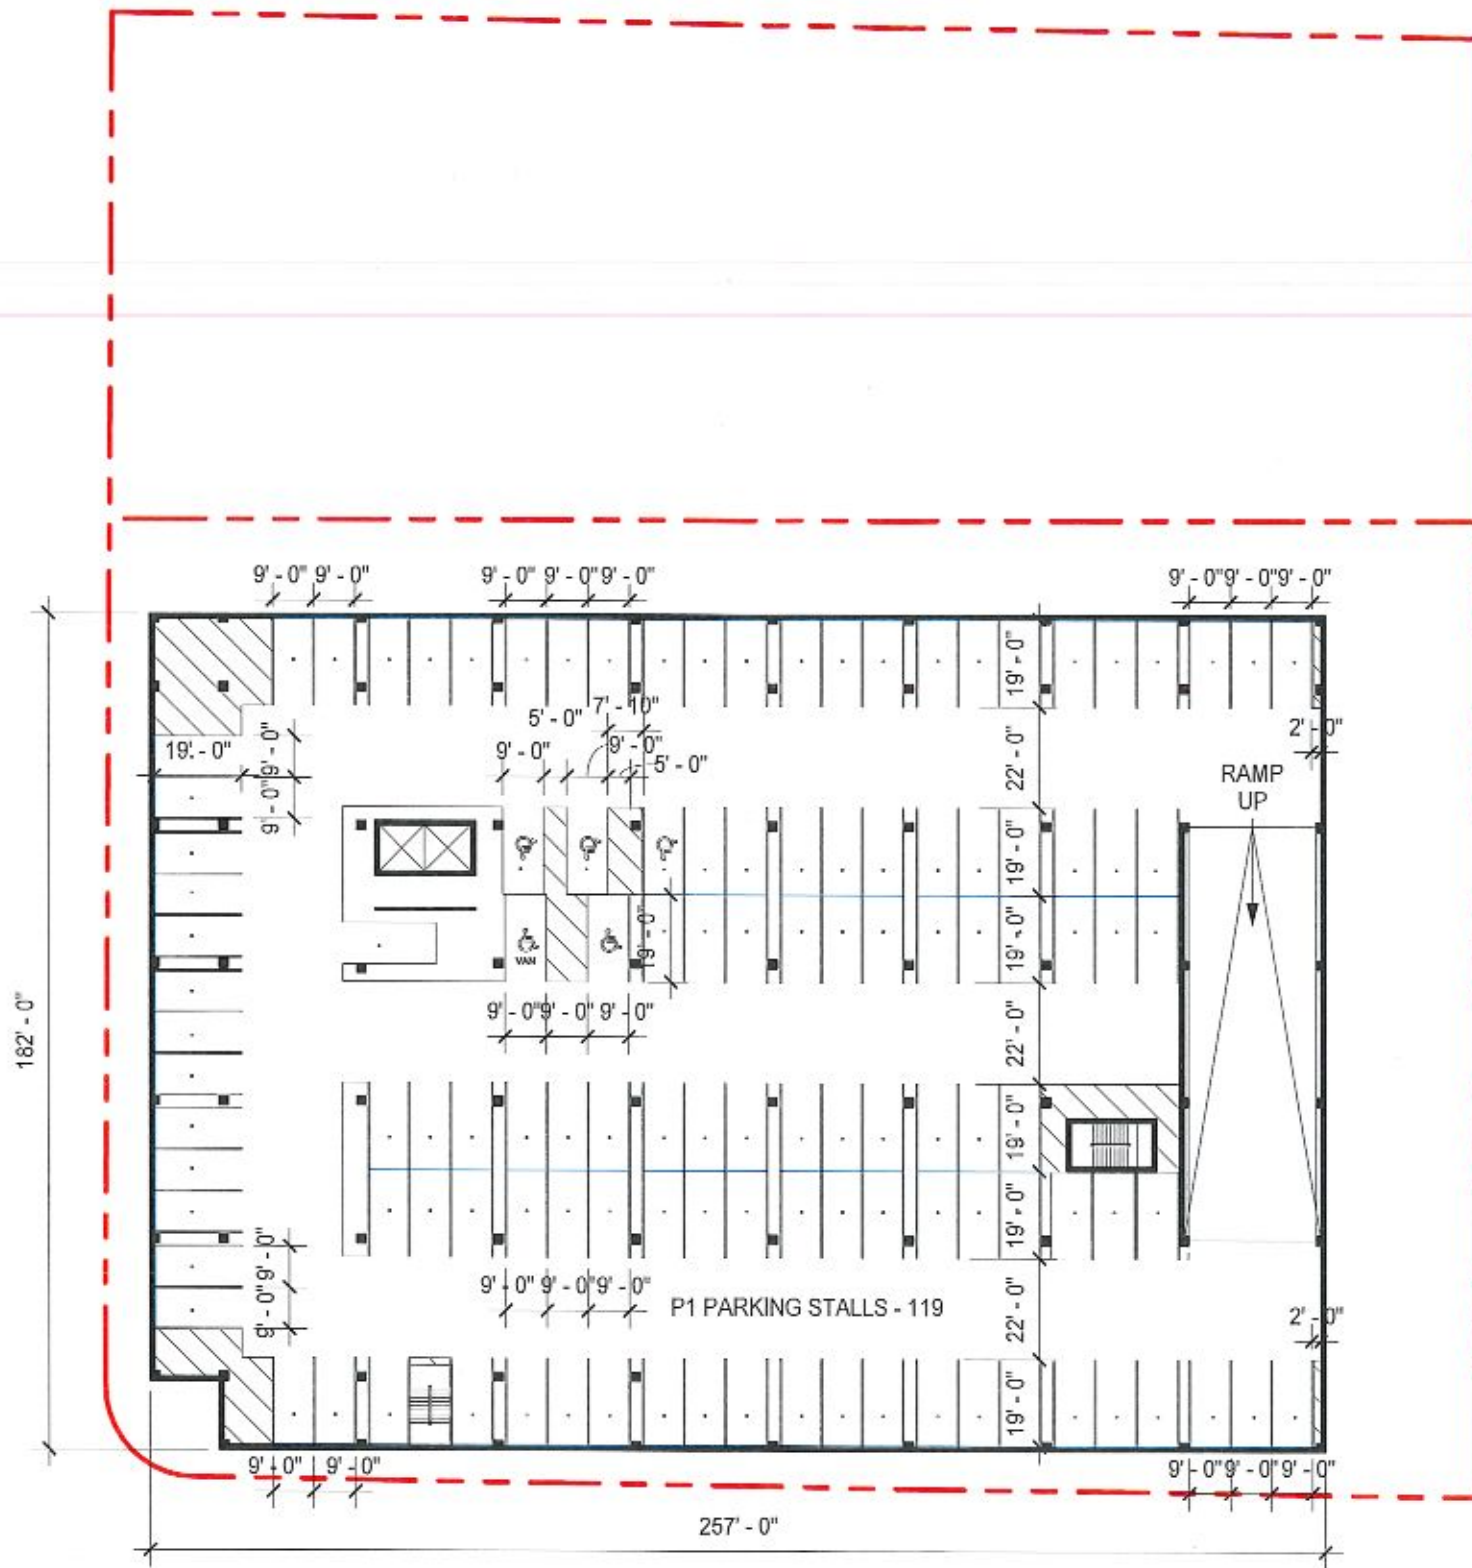 9' - 0" 9' - 0"
9' - 0" 9' - 0" 9' - 0"
9' - 0" 9' - 0" 9' - 0"
19' - 0"
5' - 0" 7' - 10"
9' - 0" 9' - 0" 5' - 0"
19' - 0" 9' - 0"
9' - 0"
22' - 0"
2' - 0"
RAMP
UP
19' - 0"
19' - 0"
19' - 0"
VAN
182' - 0"
9' - 0" 9' - 0" 9' - 0"
22' - 0"
19' - 0"
19' - 0"
9' - 0"
9' - 0"
9' - 0" 9' - 0" 9' - 0"
P1 PARKING STALLS - 119
22' - 0"
2' - 0"
19' - 0"
9' - 0" 9' - 0"
9' - 0" 9' - 0" 9' - 0"
257' - 0"